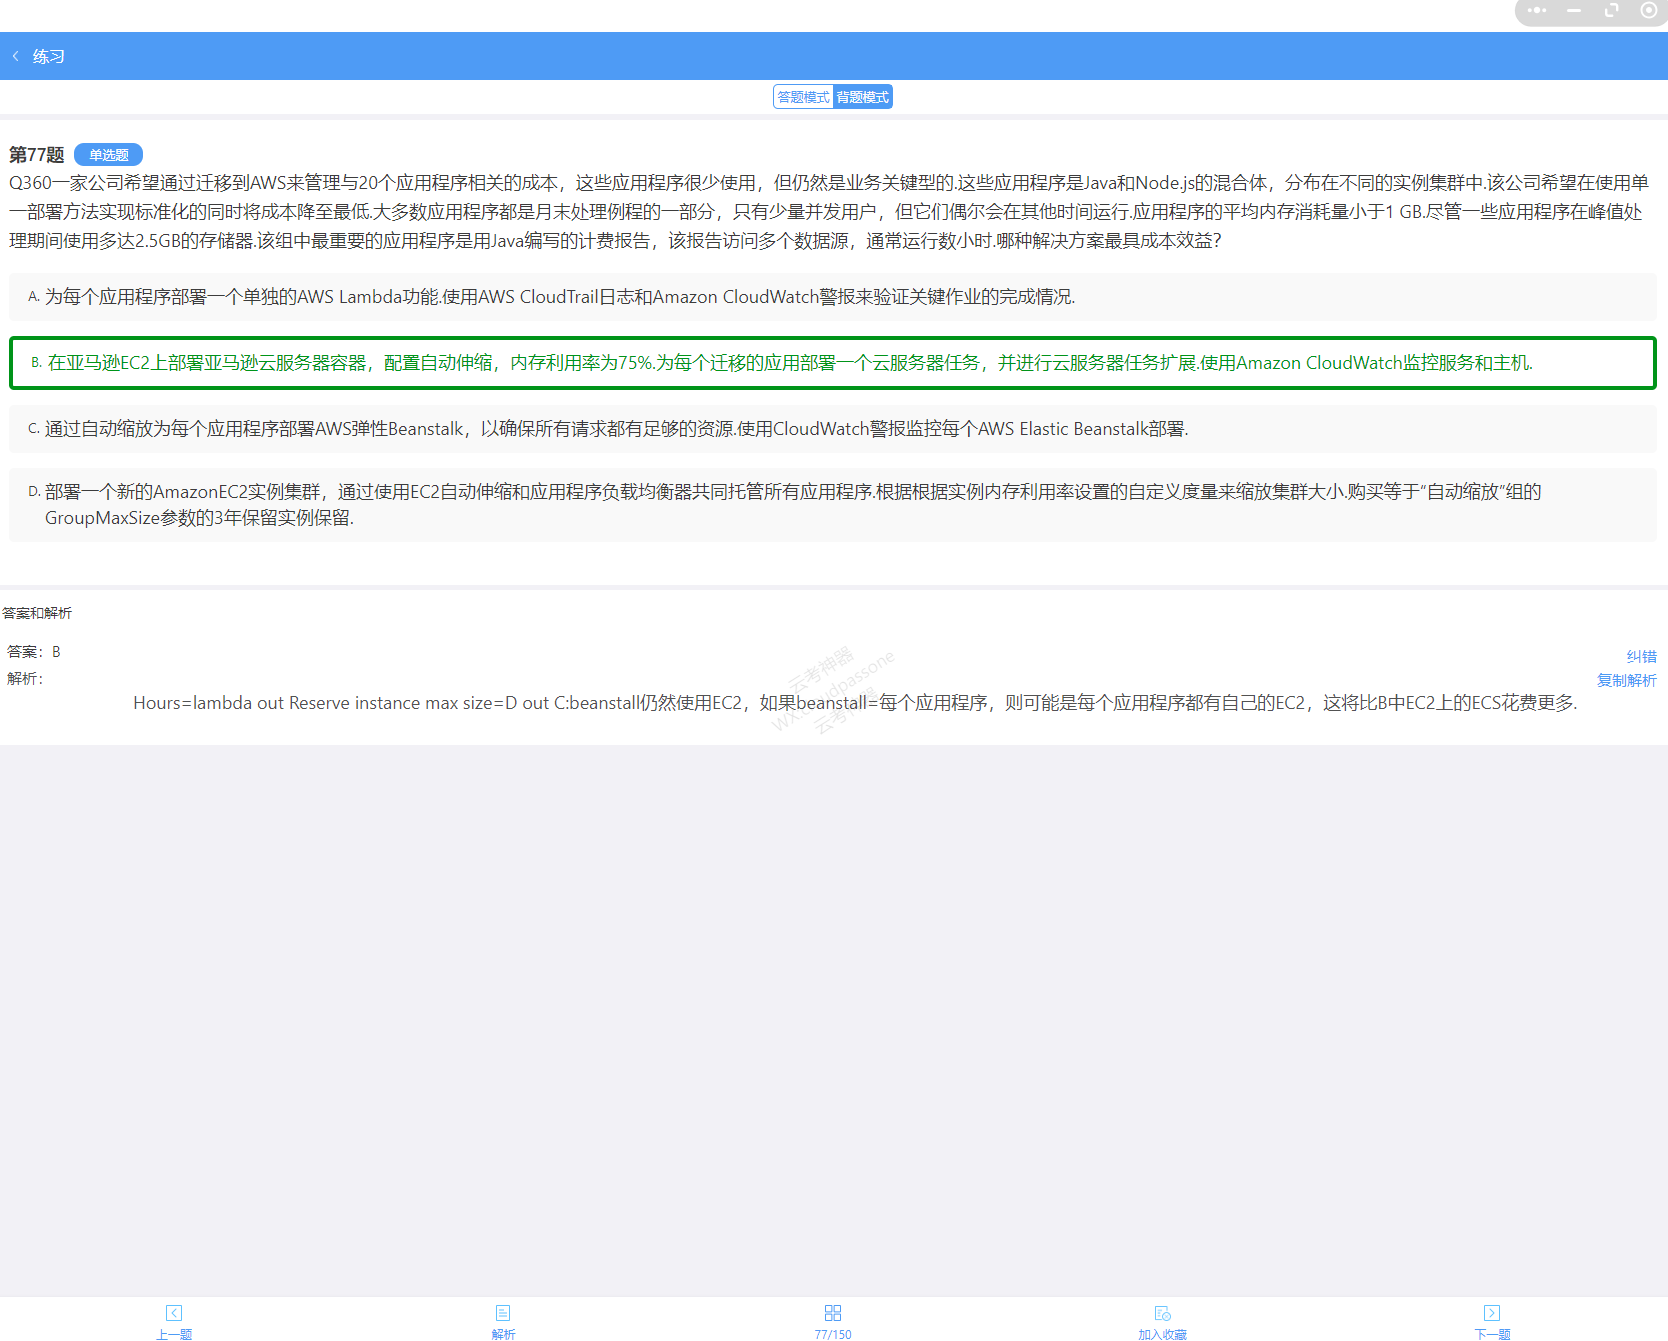 练习
答题模式 背题模式
第77题 单选题
Q360一家公司希望通过迁移到AWS来管理与20个应用程序相关的成本，这些应用程序很少使用，但仍然是业务关键型的.这些应用程序是Java和Node.js的混合体，分布在不同的实例集群中.该公司希望在使用单
一部署方法实现标准化的同时将成本降至最低.大多数应用程序都是月末处理例程的一部分，只有少量并发用户，但它们偶尔会在其他时间运行.应用程序的平均内存消耗量小于1 GB.尽管一些应用程序在峰值处
理期间使用多达2.5GB的存储器.该组中最重要的应用程序是用Java编写的计费报告，该报告访问多个数据源，通常运行数小时.哪种解决方案最具成本效益？
A. 为每个应用程序部署一个单独的AWS Lambda功能.使用AWS CloudTrail日志和Amazon CloudWatch警报来验证关键作业的完成情况.
B. 在亚马逊EC2上部署亚马逊云服务器容器，配置自动伸缩，内存利用率为75%.为每个迁移的应用部署一个云服务器任务，并进行云服务器任务扩展.使用Amazon CloudWatch监控服务和主机.
C. 通过自动缩放为每个应用程序部署AWS弹性Beanstalk，以确保所有请求都有足够的资源.使用CloudWatch警报监控每个AWS Elastic Beanstalk部署.
D. 部署一个新的AmazonEC2实例集群，通过使用EC2自动伸缩和应用程序负载均衡器共同托管所有应用程序.根据根据实例内存利用率设置的自定义度量来缩放集群大小.购买等于“自动缩放”组的
GroupMaxSize参数的3年保留实例保留.
答案和解析
答案：B
纠错
解析：
复制解析
Hours=lambda out Reserve instance max size=D out C:beanstall仍然使用EC2，如果beanstall=每个应用程序，则可能是每个应用程序都有自己的EC2，这将比B中EC2上的ECS花费更多.
云考神器
WX:cloudpassone
云考神器
上一题 解析 77/150 加入收藏 下一题